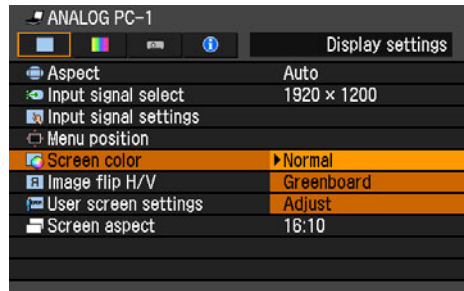 ANALOG PC-1
Display settings
Aspect Auto
Input signal select 1920 × 1200
Input signal settings
Menu position
Screen color Normal
Image flip H/V Greenboard
User screen settings Adjust
Screen aspect 16:10